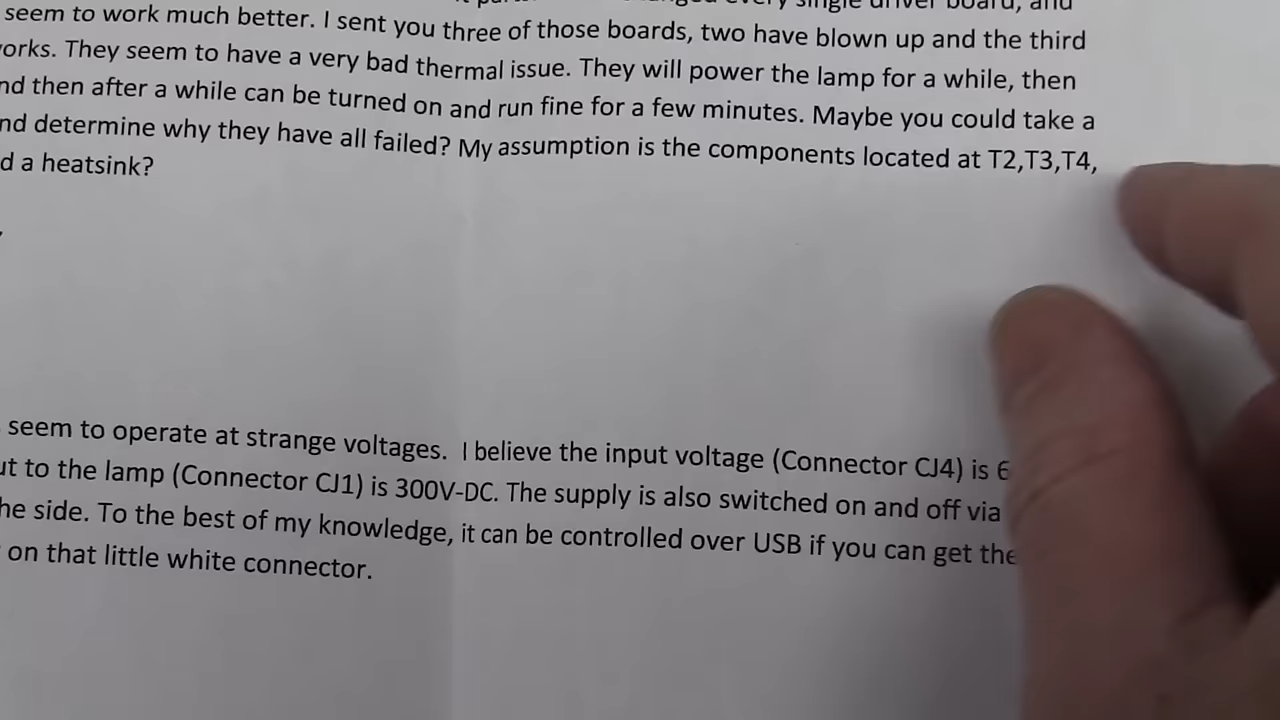 every single driver board, and
seem to work much better. I sent you three of those boards, two have blown up and the third
works. They seem to have a very bad thermal issue. They will power the lamp for a while, then
nd then after a while can be turned on and run fine for a few minutes. Maybe you could take a
nd determine why they have all failed? My assumption is the components located at T2,T3,T4,
d a heatsink?
seem to operate at strange voltages. I believe the input voltage (Connector CJ4) is 6
ut to the lamp (Connector CJ1) is 300V-DC. The supply is also switched on and off via
he side. To the best of my knowledge, it can be controlled over USB if you can get the
on that little white connector.